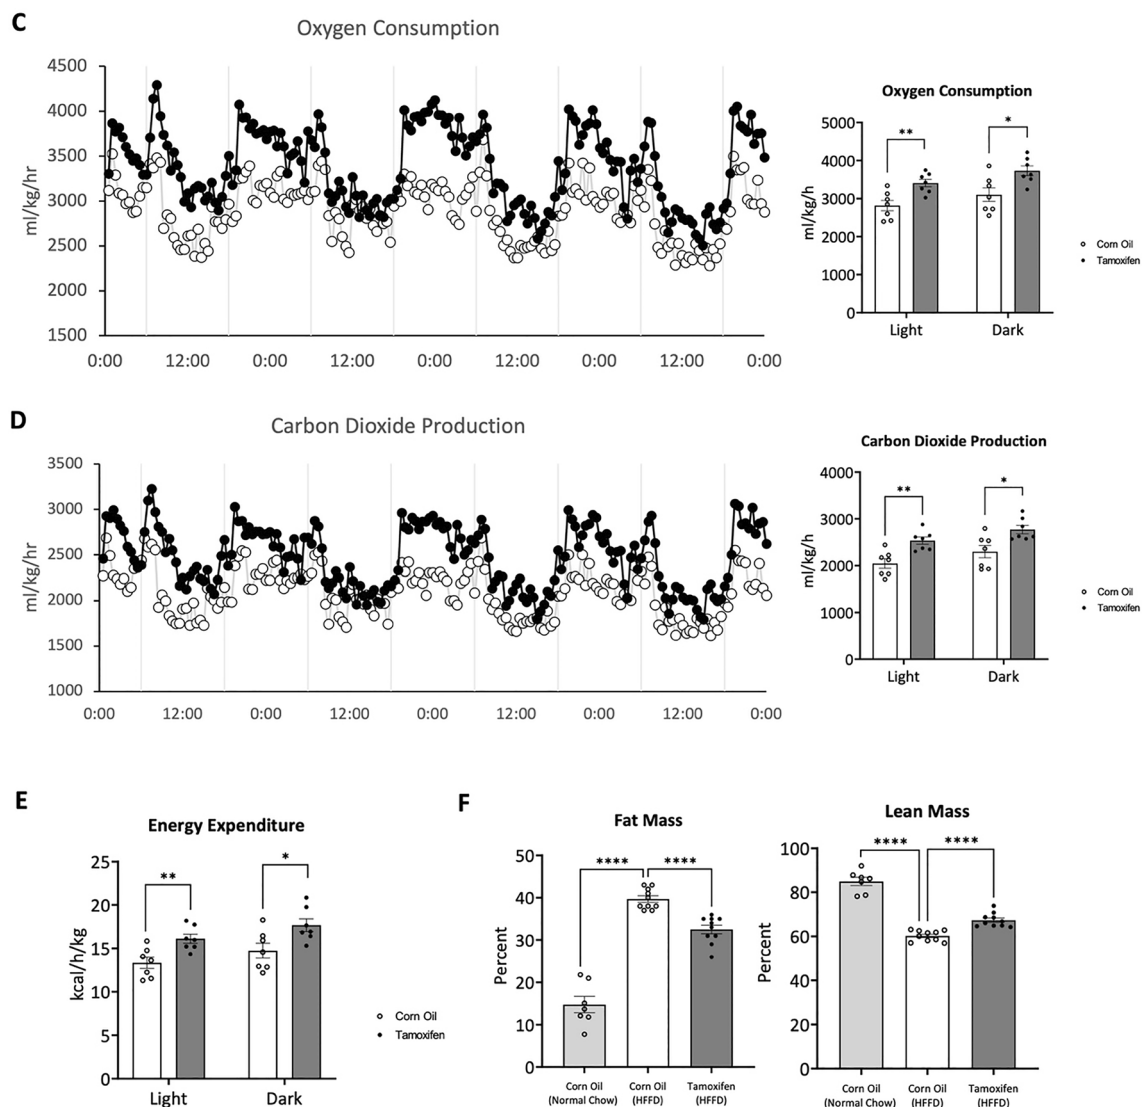 C
Oxygen Consumption
4500
4000
3500
3000
2500
2000
1500
ml/kg/hr
0:00 12:00 0:00 12:00 0:00 12:00 0:00 12:00 0:00
Oxygen Consumption
5000
4000
3000
2000
1000
0
ml/kg/h
** *
Light Dark
Corn Oil
Tamoxifen
D
Carbon Dioxide Production
3500
3000
2500
2000
1500
1000
ml/kg/hr
0:00 12:00 0:00 12:00 0:00 12:00 0:00 12:00 0:00
Carbon Dioxide Production
4000
3000
2000
1000
0
ml/kg/h
** *
Light Dark
Corn Oil
Tamoxifen
E
Energy Expenditure
25
20
15
10
5
0
kcal/h/kg
** *
Light Dark
Corn Oil
Tamoxifen
F
Fat Mass
50
40
30
20
10
0
Percent
**** ****
Corn Oil Corn Oil Tamoxifen
(Normal Chow) (HFFD) (HFFD)
Lean Mass
100
80
60
40
20
0
Percent
**** ****
Corn Oil Corn Oil Tamoxifen
(Normal Chow) (HFFD) (HFFD)